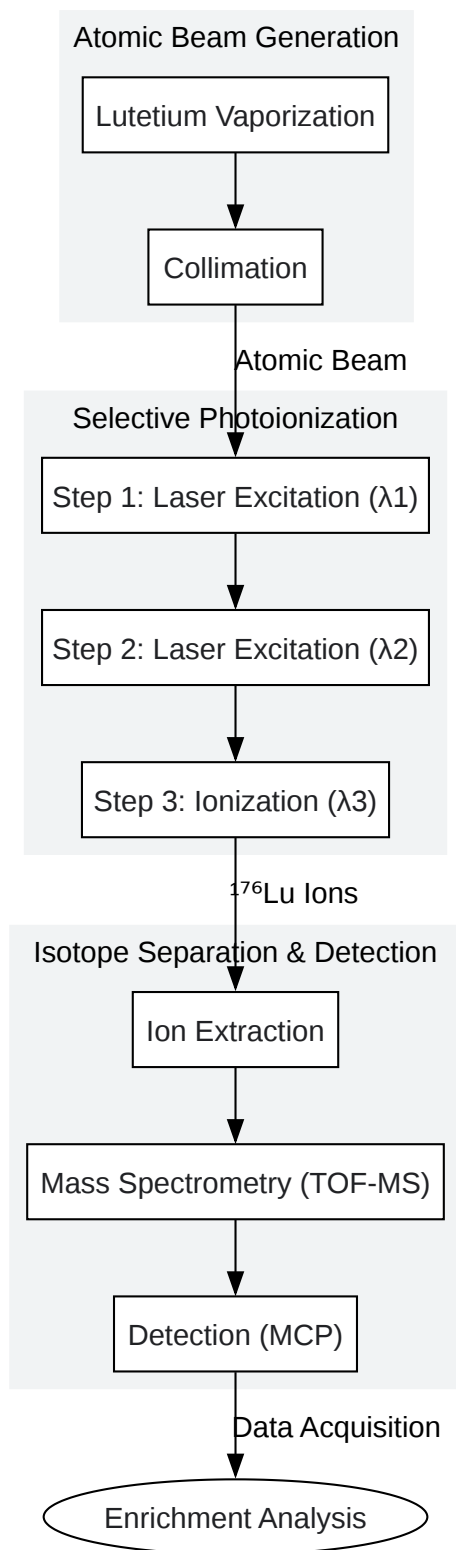 Atomic Beam Generation
Lutetium Vaporization
Collimation
Atomic Beam
Selective Photoionization
Step 1: Laser Excitation (λ1)
Step 2: Laser Excitation (λ2)
Step 3: Ionization (λ3)
¹⁷⁶Lu Ions
Isotope Separation & Detection
Ion Extraction
Mass Spectrometry (TOF-MS)
Detection (MCP)
Data Acquisition
Enrichment Analysis